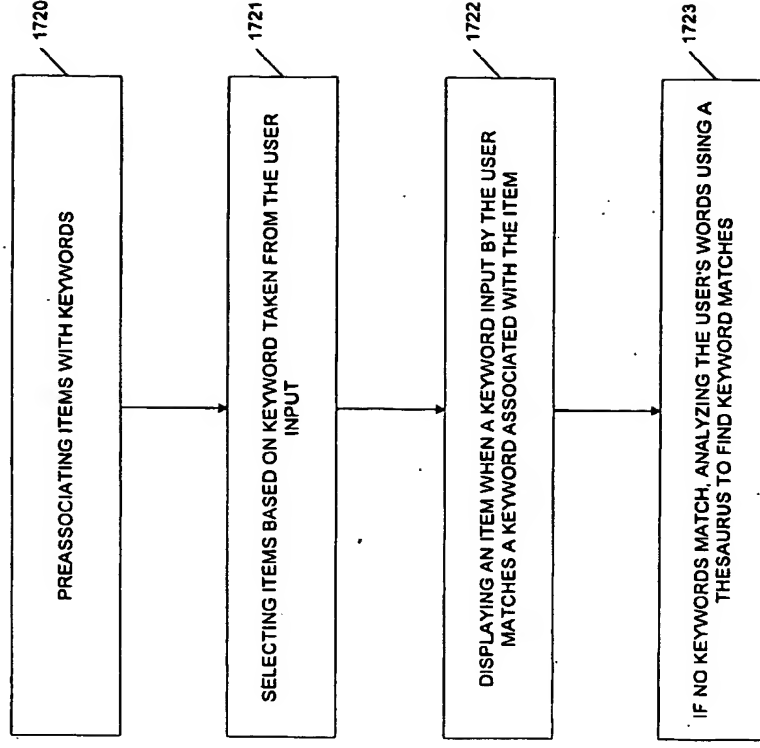 1720
PREASSOCIATING ITEMS WITH KEYWORDS
1721
SELECTING ITEMS BASED ON KEYWORD TAKEN FROM THE USER
INPUT
1722
DISPLAYING AN ITEM WHEN A KEYWORD INPUT BY THE USER
MATCHES A KEYWORD ASSOCIATED WITH THE ITEM
1723
IF NO KEYWORDS MATCH, ANALYZING THE USER'S WORDS USING A
THESAURUS TO FIND KEYWORD MATCHES